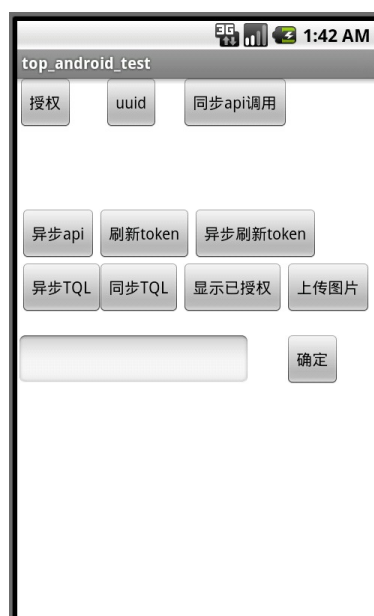 3G 1:42 AM
top_android_test
授权 uuid 同步api调用
异步api 刷新token 异步刷新token
异步TQL 同步TQL 显示已授权 上传图片
确定